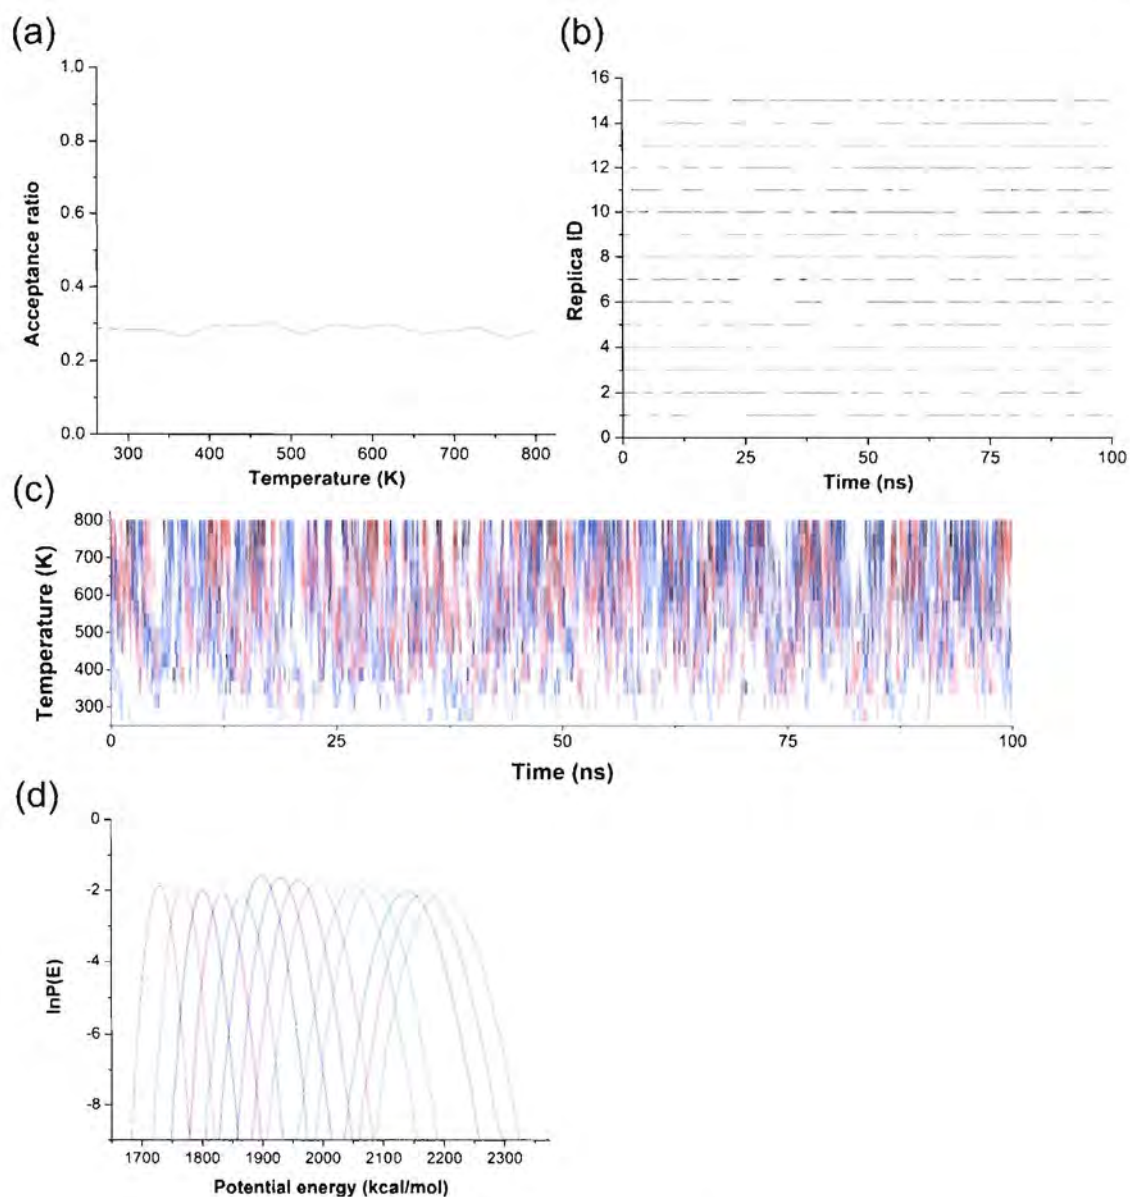 (a)
1.0
0.8
0.6
0.4
0.2
0.0
Acceptance ratio
300 400 500 600 700 800
Temperature (K)
(b)
16
14
12
10
8
6
4
2
0
Replica ID
0 25 50 75 100
Time (ns)
(c)
800
700
600
500
400
300
Temperature (K)
0 25 50 75 100
Time (ns)
(d)
0
-2
-4
-6
-8
lnP(E)
1700 1800 1900 2000 2100 2200 2300
Potential energy (kcal/mol)